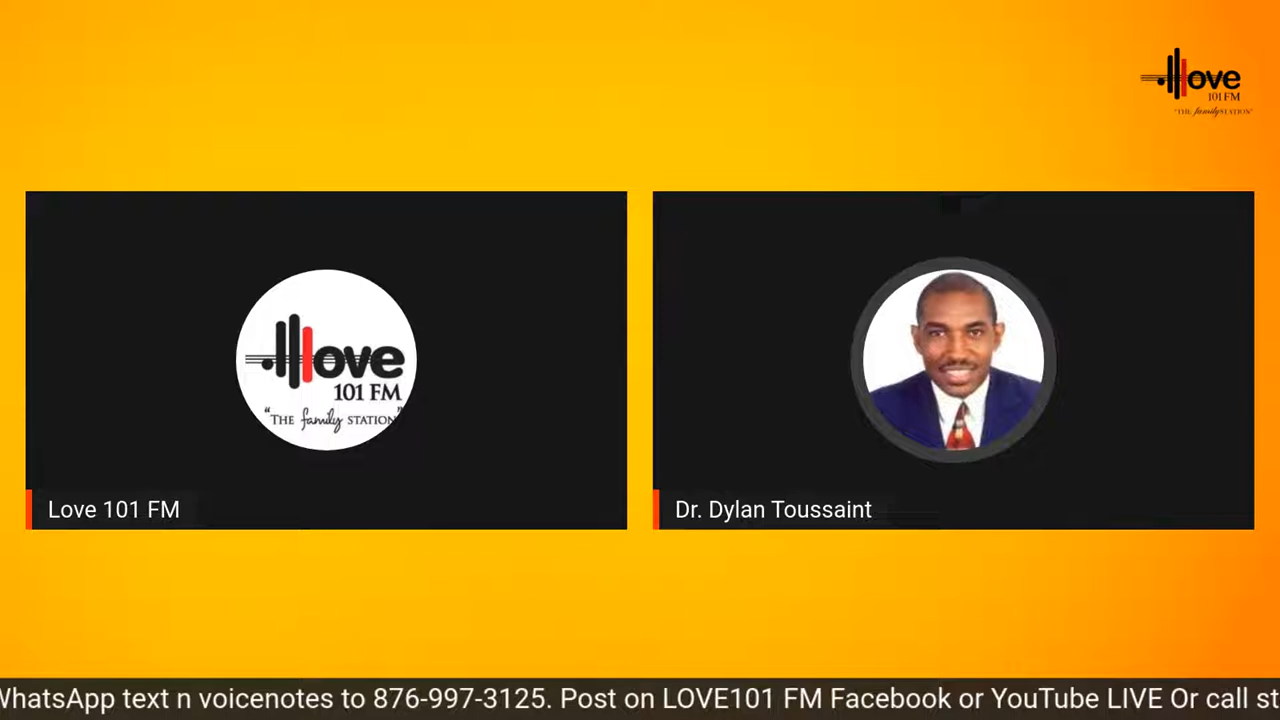 love
101 FM
"THE family STATION"
love
101 FM
"THE family STATION"
Love 101 FM
Dr. Dylan Toussaint
WhatsApp text n voicenotes to 876-997-3125. Post on LOVE101 FM Facebook or YouTube LIVE Or call st